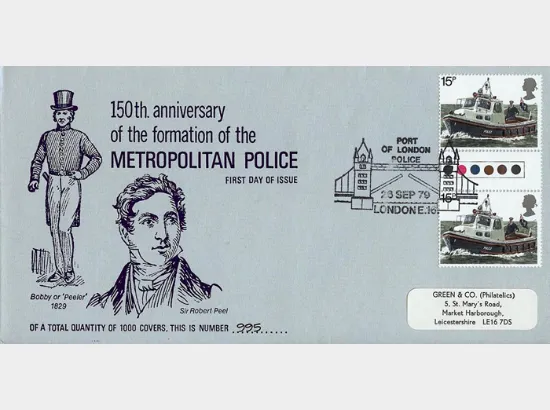 150th. anniversary
of the formation of the
METROPOLITAN POLICE
FIRST DAY OF ISSUE
Bobby or 'Peeler'
1829
Sir Robert Peel
OF A TOTAL QUANTITY OF 1000 COVERS, THIS IS NUMBER 995
PORT
OF LONDON
POLICE
26 SEP 79
LONDON E.16
15P
15P
GREEN & CO. (Philatelics)
5, St. Mary's Road,
Market Harborough,
Leicestershire LE16 7DS